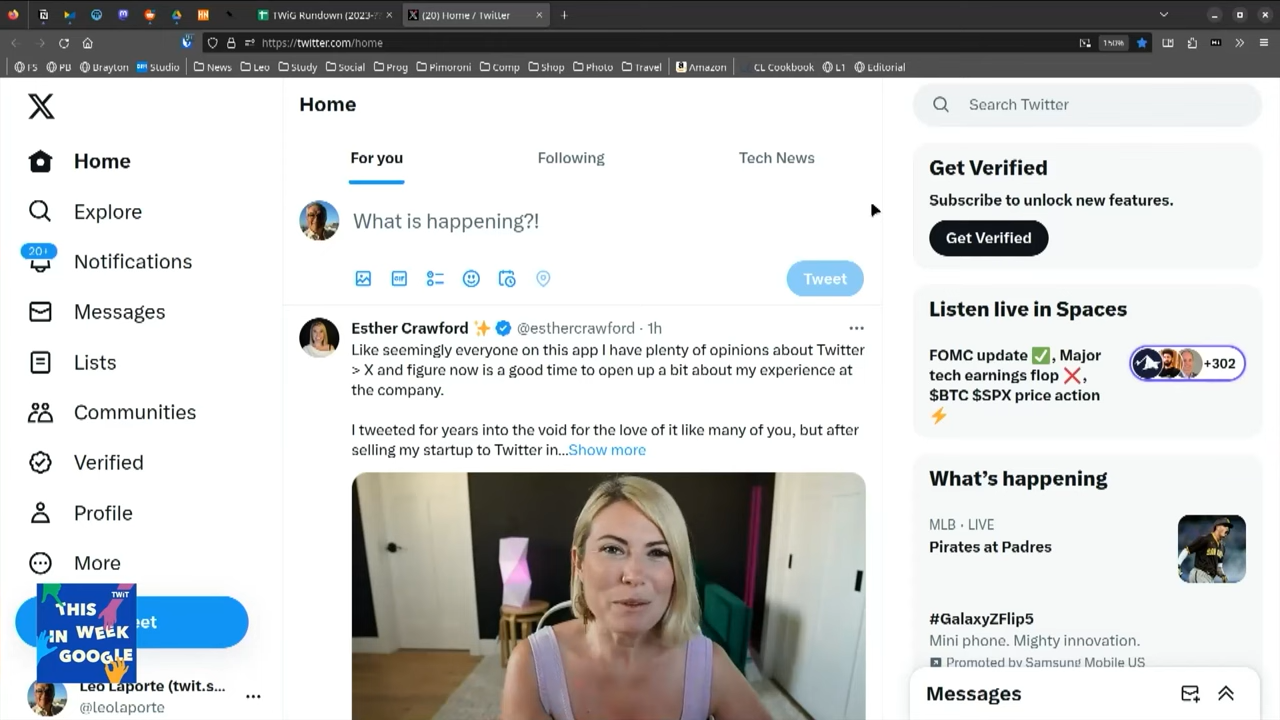 TWiG Rundown (2023-7
(20) Home / Twitter
https://twitter.com/home
150%
FS
PB
Brayton
Studio
News
Leo
Study
Social
Prog
Pimoroni
Comp
Shop
Photo
Travel
Amazon
CL Cookbook
L1
Editorial
Home
Explore
20+
Notifications
Messages
Lists
Communities
Verified
Profile
More
THIS
IN WEEK
GOOGLE
TWiT
eet
Leo Laporte (twit.s...
@leolaporte
Home
For you
Following
Tech News
What is happening?!
GIF
Tweet
Esther Crawford ✨ @esthercrawford · 1h
Like seemingly everyone on this app I have plenty of opinions about Twitter
> X and figure now is a good time to open up a bit about my experience at
the company.
I tweeted for years into the void for the love of it like many of you, but after
selling my startup to Twitter in...Show more
Search Twitter
Get Verified
Subscribe to unlock new features.
Get Verified
Listen live in Spaces
FOMC update ✅, Major
tech earnings flop ❌,
$BTC $SPX price action
⚡
+302
What's happening
MLB · LIVE
Pirates at Padres
#GalaxyZFlip5
Mini phone. Mighty innovation.
Promoted by Samsung Mobile US
Messages